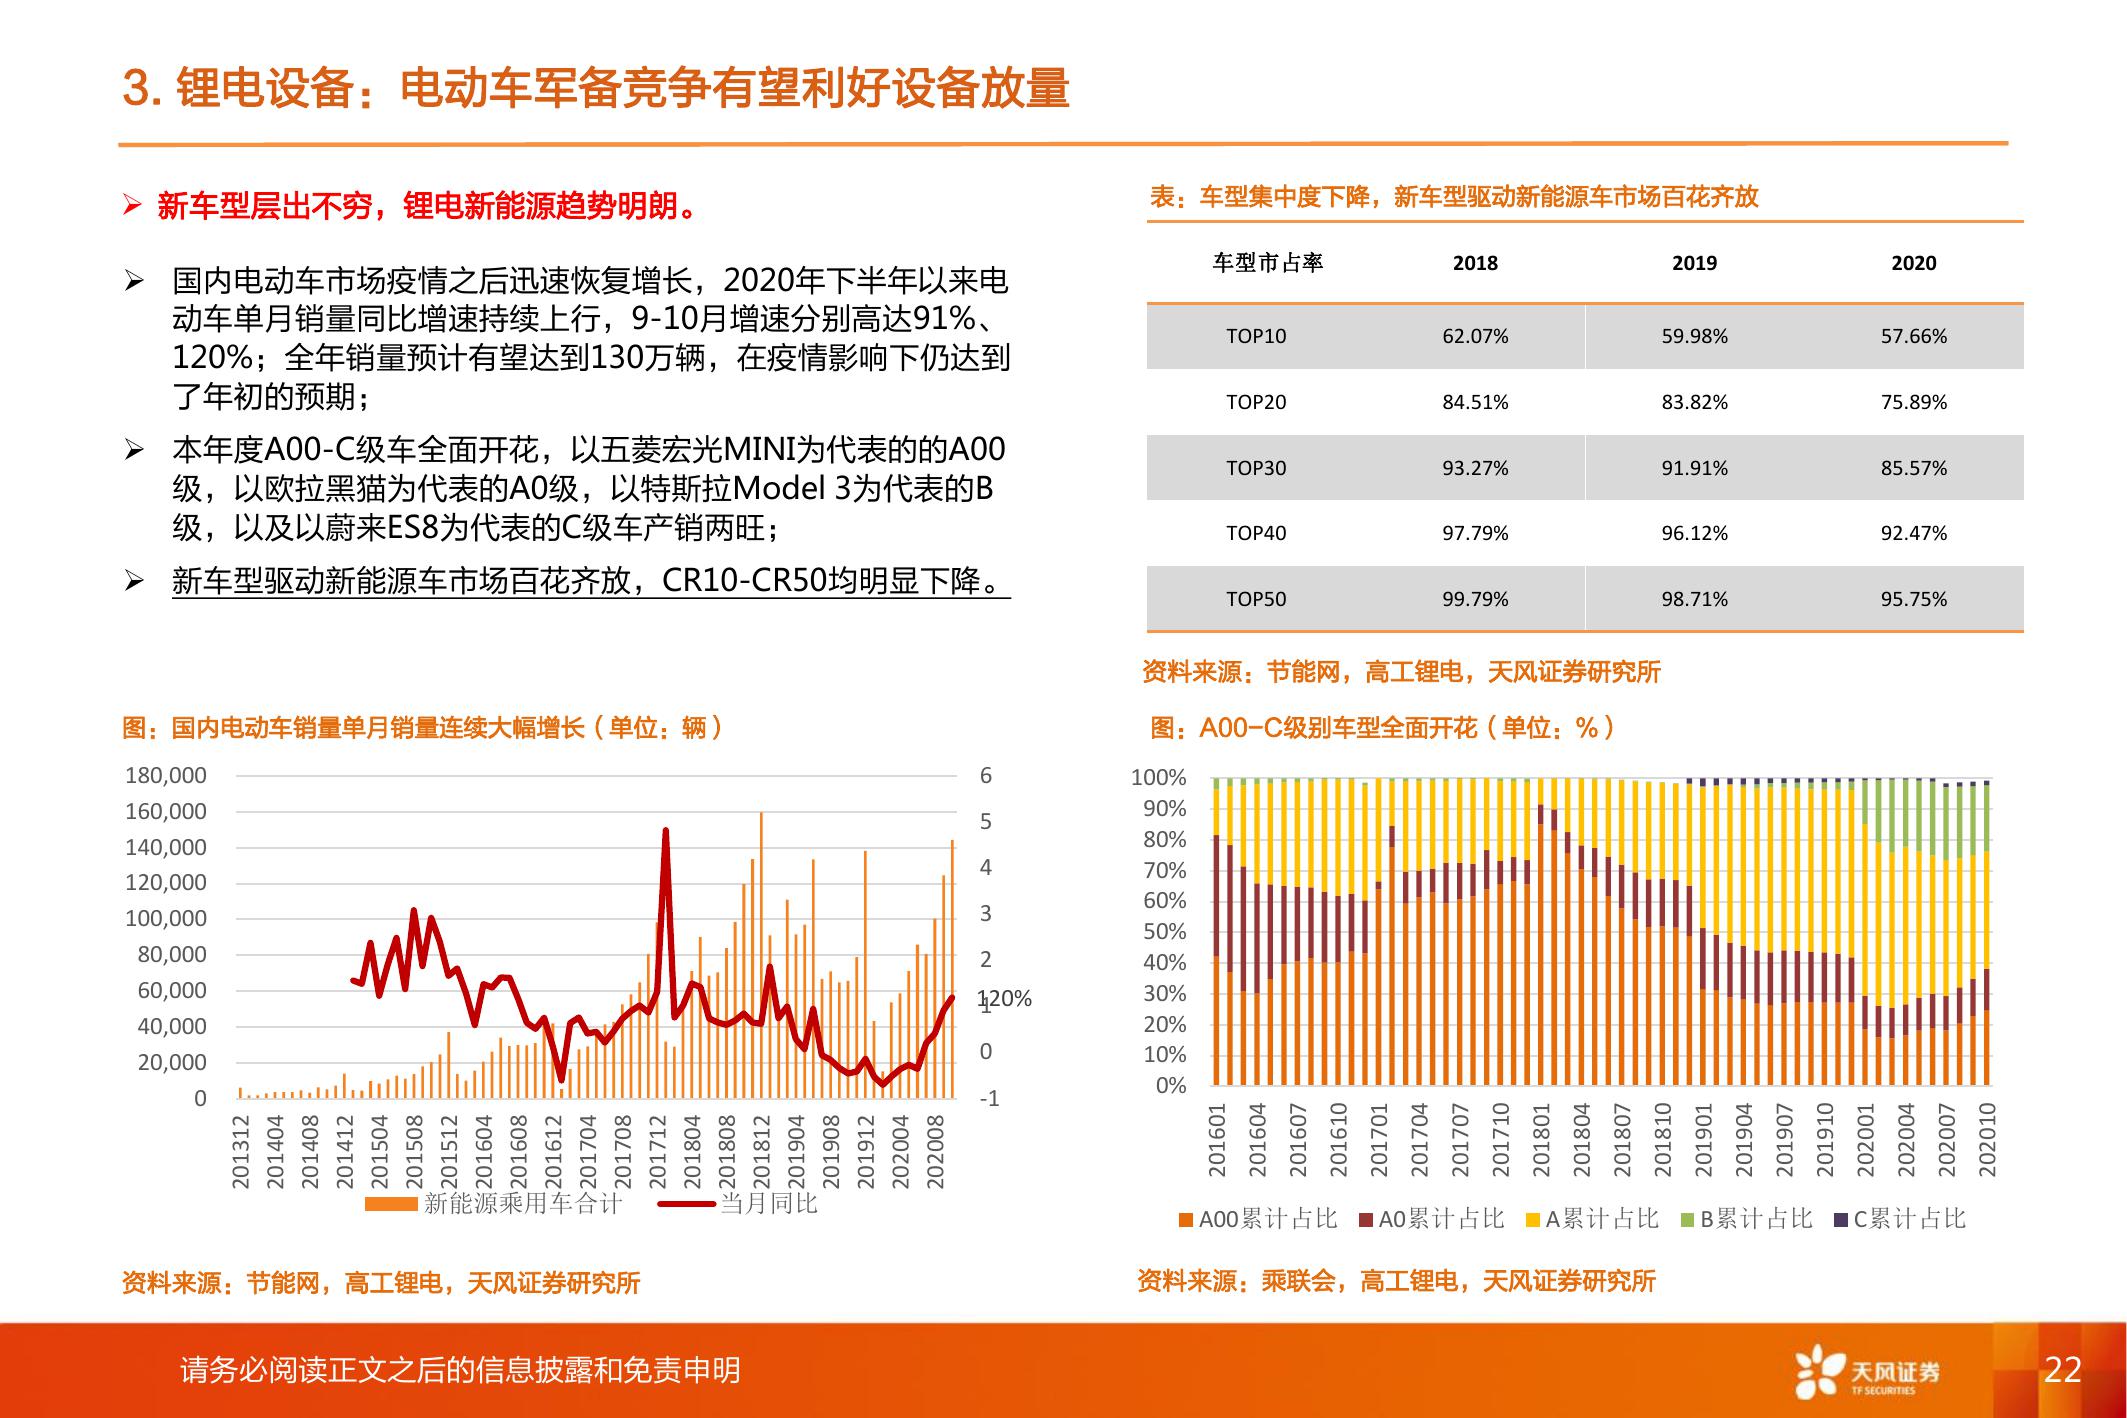 3. 锂电设备：电动车军备竞争有望利好设备放量
新车型层出不穷，锂电新能源趋势明朗。
国内电动车市场疫情之后迅速恢复增长，2020年下半年以来电
动车单月销量同比增速持续上行，9-10月增速分别高达91%、
120%；全年销量预计有望达到130万辆，在疫情影响下仍达到
了年初的预期；
本年度A00-C级车全面开花，以五菱宏光MINI为代表的的A00
级，以欧拉黑猫为代表的A0级，以特斯拉Model 3为代表的B
级，以及以蔚来ES8为代表的C级车产销两旺；
新车型驱动新能源车市场百花齐放，CR10-CR50均明显下降。
表：车型集中度下降，新车型驱动新能源车市场百花齐放
车型市占率 2018 2019 2020
TOP10 62.07% 59.98% 57.66%
TOP20 84.51% 83.82% 75.89%
TOP30 93.27% 91.91% 85.57%
TOP40 97.79% 96.12% 92.47%
TOP50 99.79% 98.71% 95.75%
资料来源：节能网，高工锂电，天风证券研究所
图：国内电动车销量单月销量连续大幅增长（单位：辆）
180,000
160,000
140,000
120,000
100,000
80,000
60,000
40,000
20,000
0
6
5
4
3
2
1
0
-1
120%
201312 201404 201408 201412 201504 201508 201512 201604 201608 201612 201704 201708 201712 201804 201808 201812 201904 201908 201912 202004 202008
新能源乘用车合计 当月同比
资料来源：节能网，高工锂电，天风证券研究所
图：A00-C级别车型全面开花（单位：%）
100%
90%
80%
70%
60%
50%
40%
30%
20%
10%
0%
201601 201604 201607 201610 201701 201704 201707 201710 201801 201804 201807 201810 201901 201904 201907 201910 202001 202004 202007 202010
A00累计占比 A0累计占比 A累计占比 B累计占比 C累计占比
资料来源：乘联会，高工锂电，天风证券研究所
请务必阅读正文之后的信息披露和免责申明
天风证券
TF SECURITIES
22